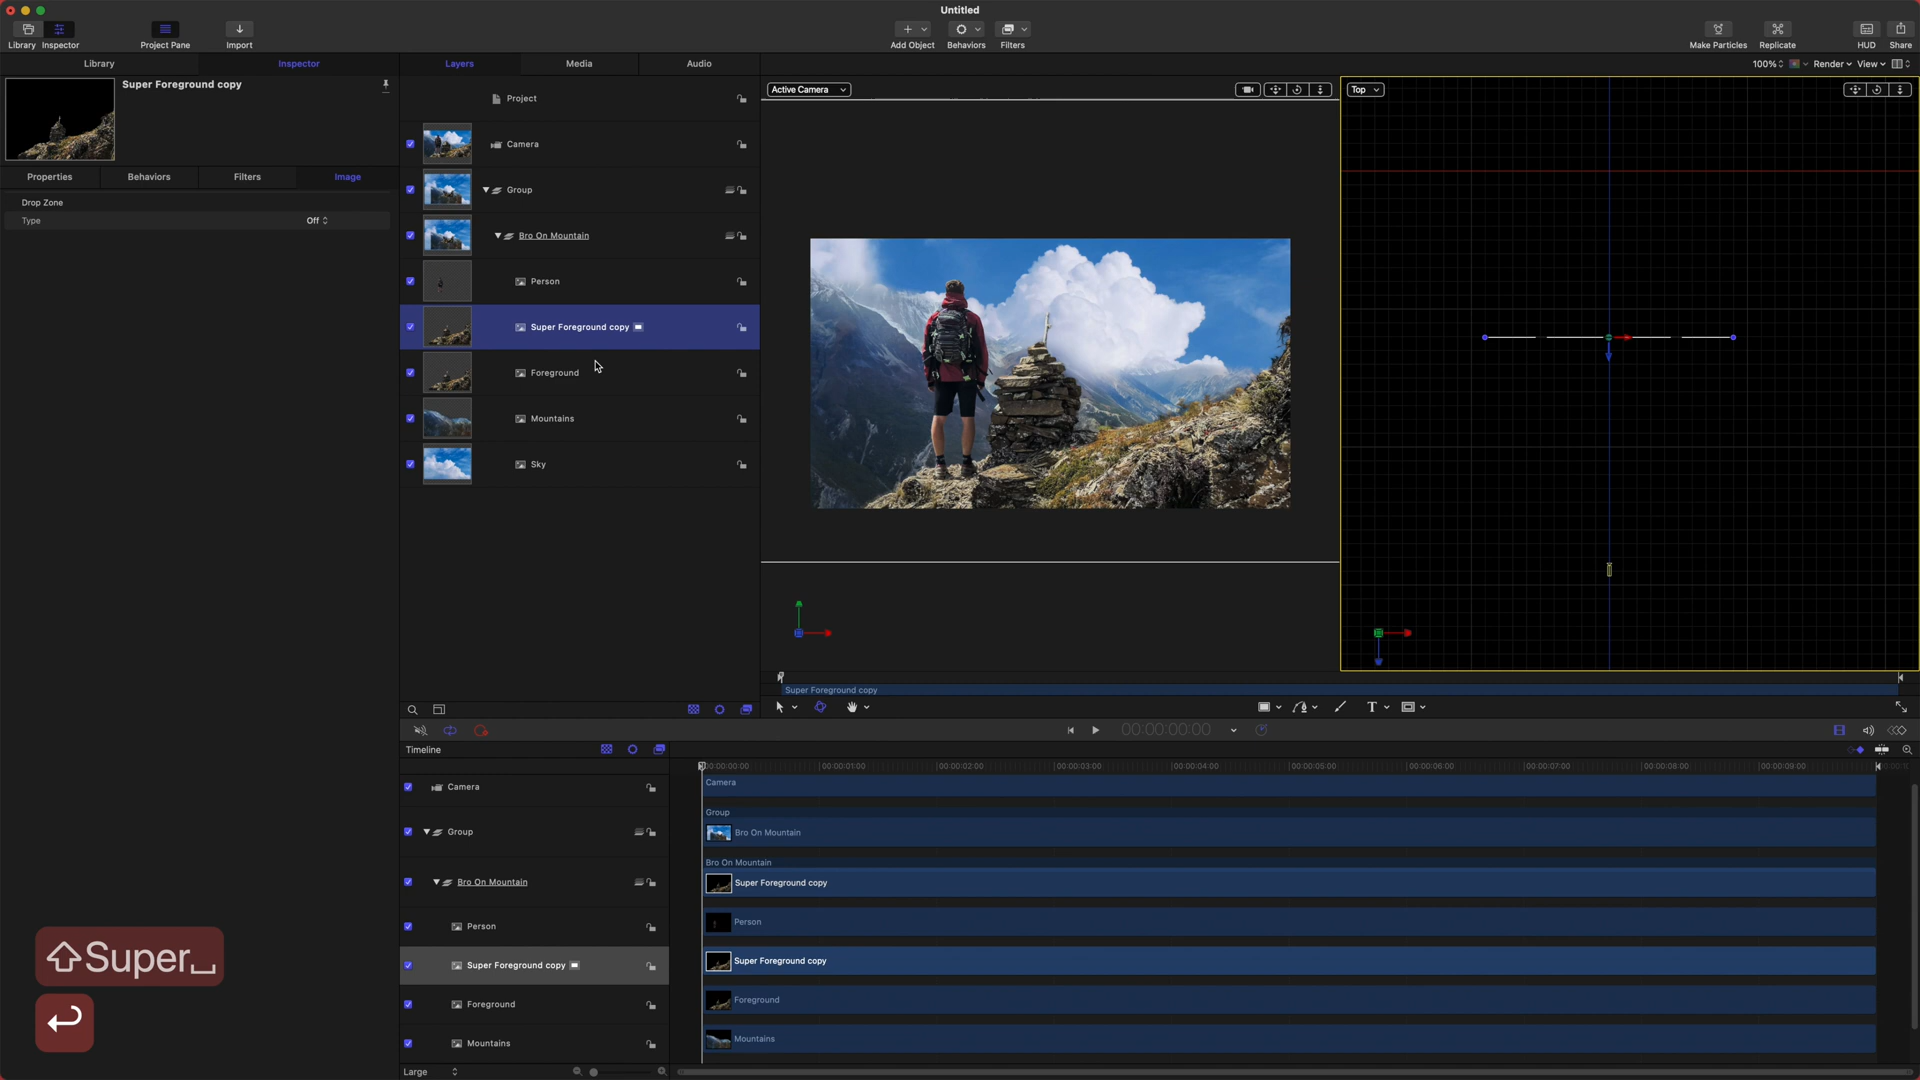 Untitled
Library
Inspector
Project Pane
Import
Add Object
Behaviors
Filters
Make Particles
Replicate
HUD
Share
Library
Inspector
Layers
Media
Audio
100%
Render
View
Super Foreground copy
Properties
Behaviors
Filters
Image
Drop Zone
Type
Off
Project
Camera
Group
Bro On Mountain
Person
Super Foreground copy
Foreground
Mountains
Sky
Active Camera
Top
Super Foreground copy
T
00:00:00:00
Timeline
00:00:00:00
00:00:01:00
00:00:02:00
00:00:03:00
00:00:04:00
00:00:05:00
00:00:06:00
00:00:07:00
00:00:08:00
00:00:09:00
Camera
Camera
Group
Group
Bro On Mountain
Bro On Mountain
Bro On Mountain
Super Foreground copy
Person
Person
Super Foreground copy
Super Foreground copy
Foreground
Foreground
Mountains
Mountains
Large
⇧Super⎵